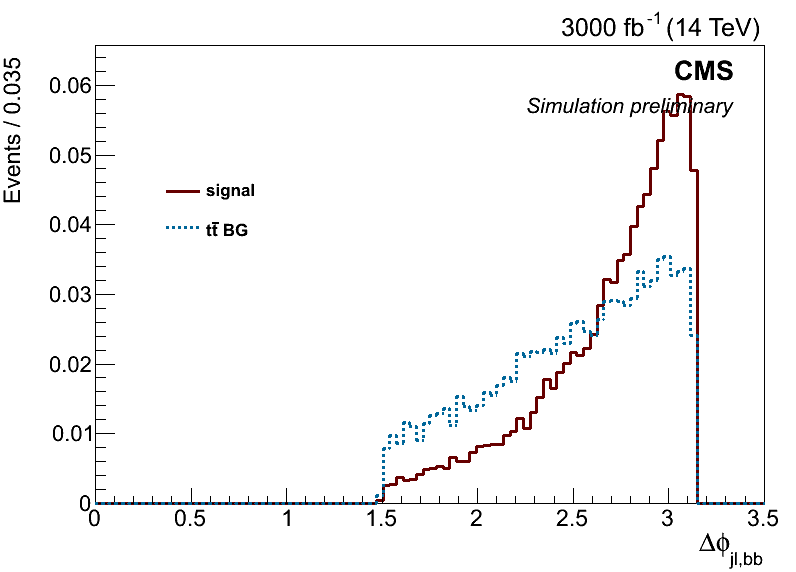 3000 fb⁻¹ (14 TeV)
CMS
Simulation preliminary
Events / 0.035
0.06
0.05
0.04
0.03
0.02
0.01
0
signal
tt̄ BG
0 0.5 1 1.5 2 2.5 3 3.5
Δϕ jl,bb